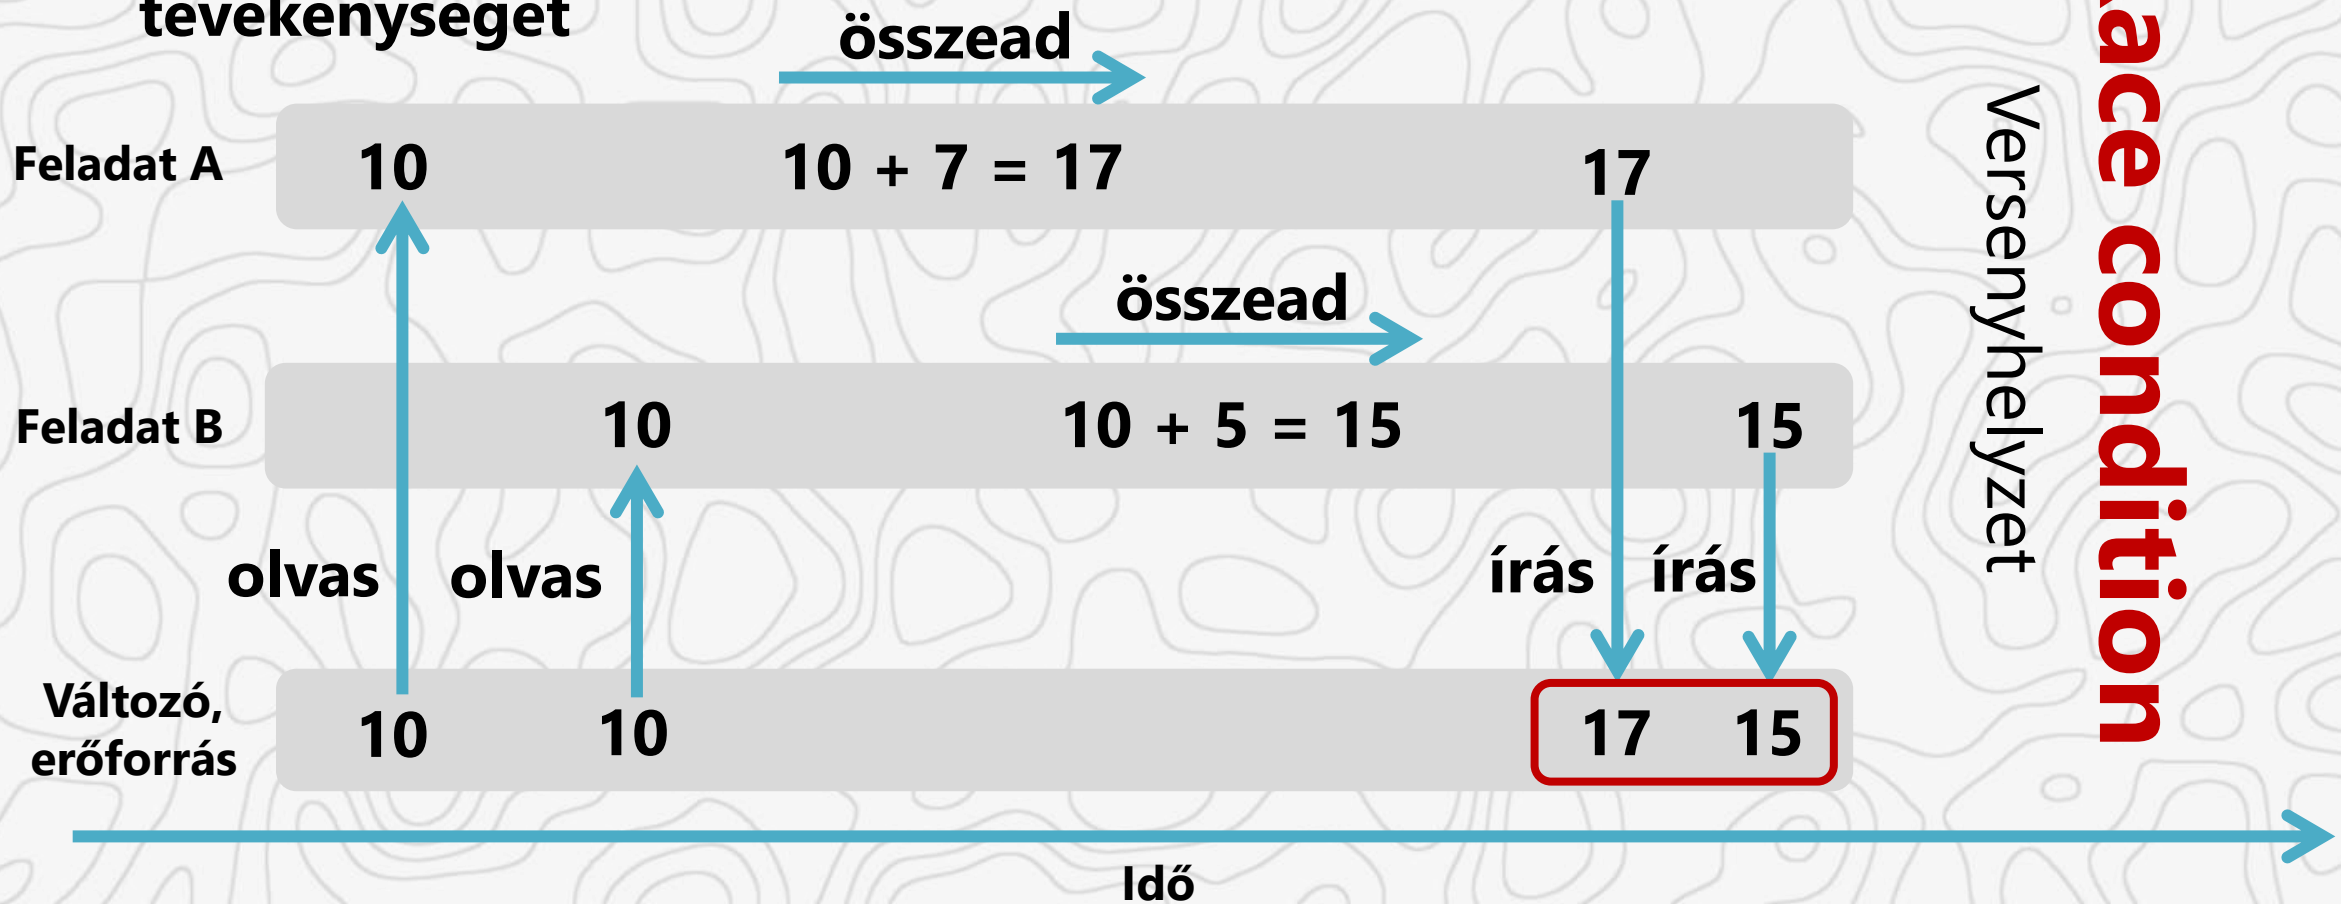 tevékenységét
összead
Feladat A
10
10 + 7 = 17
17
összead
Feladat B
10
10 + 5 = 15
15
olvas
olvas
írás
írás
Változó,
erőforrás
10
10
17
15
Idő
Versenyhelyzet
ace condition